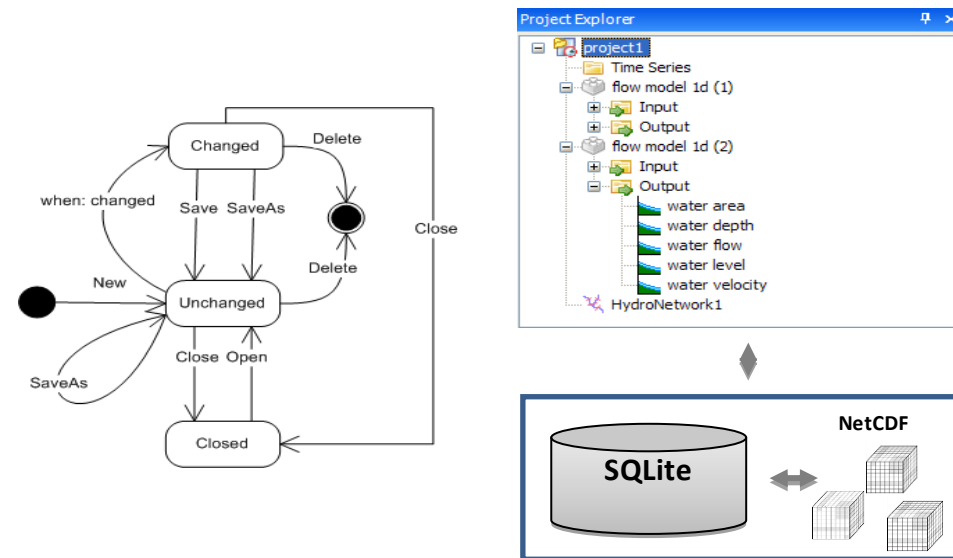 Changed
Delete
when: changed
Save SaveAs
Close
Delete
New
Unchanged
Close Open
SaveAs
Closed
Project Explorer
project1
Time Series
flow model 1d (1)
Input
Output
flow model 1d (2)
Input
Output
water area
water depth
water flow
water level
water velocity
HydroNetwork1
NetCDF
SQLite